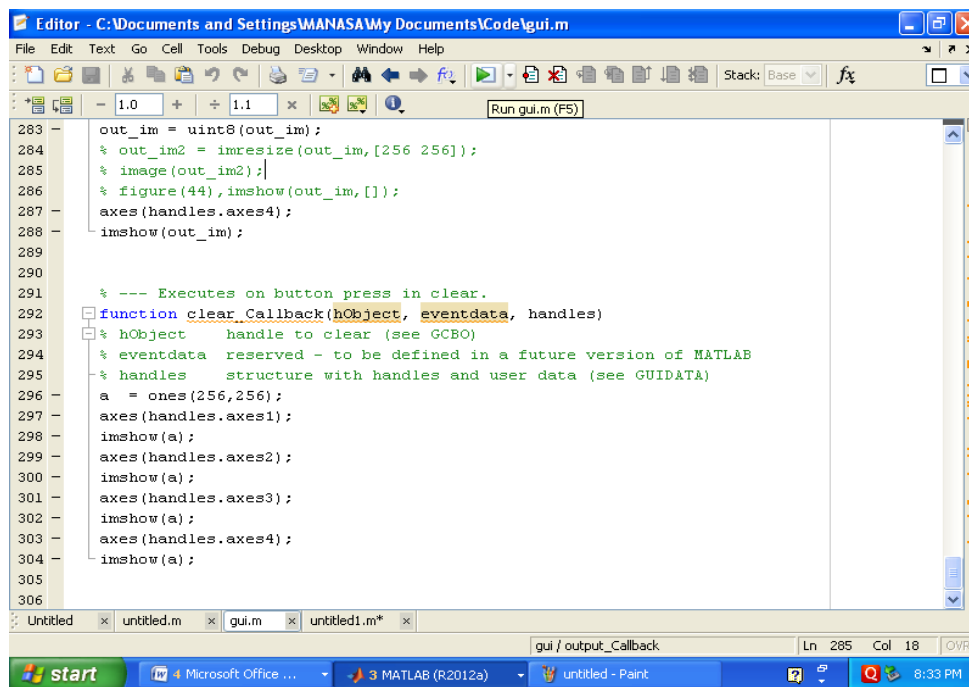 Editor - C:\Documents and Settings\MANASA\My Documents\Code\gui.m
File Edit Text Go Cell Tools Debug Desktop Window Help
Stack: Base fx
- 1.0 + ÷ 1.1 ×
Run gui.m (F5)
283 - out_im = uint8(out_im);
284 % out_im2 = imresize(out_im,[256 256]);
285 % image(out_im2);
286 % figure(44),imshow(out_im,[]);
287 - axes(handles.axes4);
288 - imshow(out_im);
289
290
291 % --- Executes on button press in clear.
292 function clear_Callback(hObject, eventdata, handles)
293 % hObject    handle to clear (see GCBO)
294 % eventdata  reserved - to be defined in a future version of MATLAB
295 % handles    structure with handles and user data (see GUIDATA)
296 - a  = ones(256,256);
297 - axes(handles.axes1);
298 - imshow(a);
299 - axes(handles.axes2);
300 - imshow(a);
301 - axes(handles.axes3);
302 - imshow(a);
303 - axes(handles.axes4);
304 - imshow(a);
305
306
Untitled × untitled.m × gui.m × untitled1.m* ×
gui / output_Callback Ln 285 Col 18 OVR
start 4 Microsoft Office ... 3 MATLAB (R2012a) untitled - Paint 8:33 PM